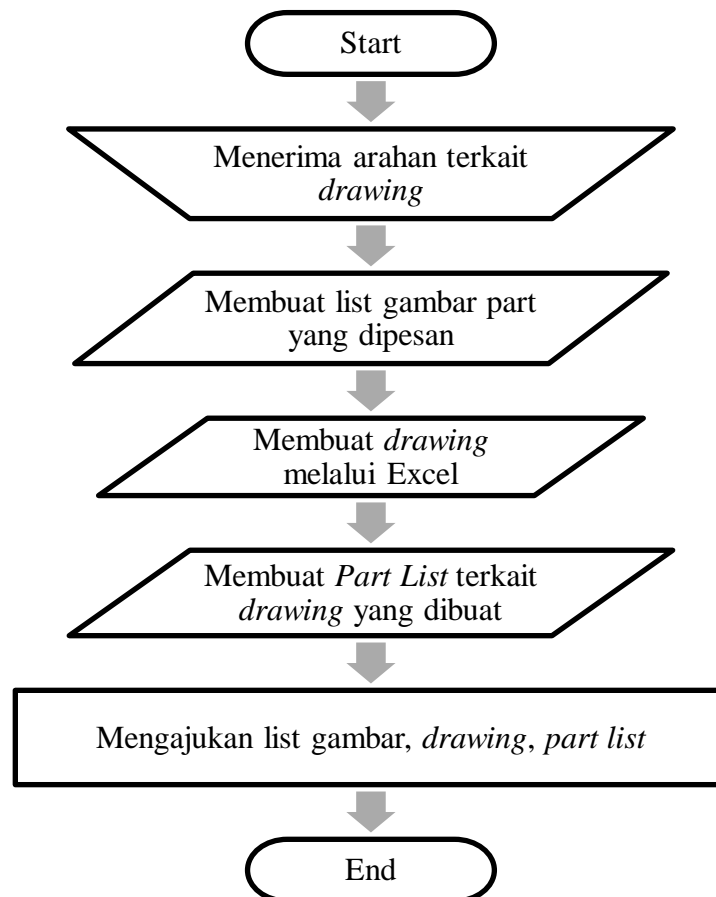 Start
Menerima arahan terkait
drawing
Membuat list gambar part
yang dipesan
Membuat drawing
melalui Excel
Membuat Part List terkait
drawing yang dibuat
Mengajukan list gambar, drawing, part list
End